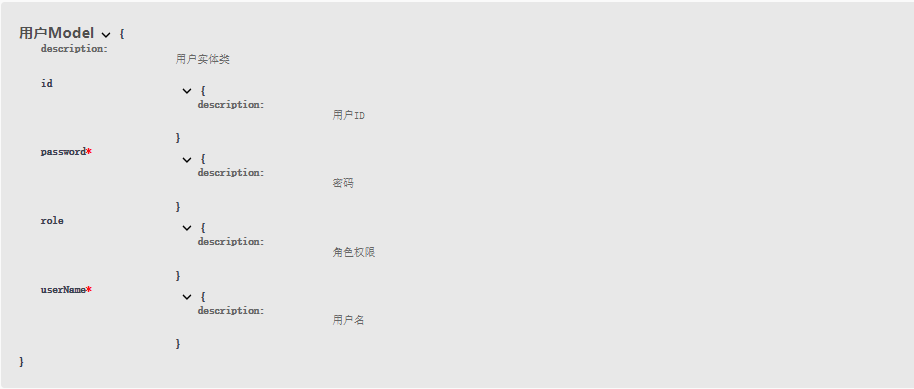 用户Model {
description:
用户实体类
id
{
description:
用户ID
}
password*
{
description:
密码
}
role
{
description:
角色权限
}
userName*
{
description:
用户名
}
}